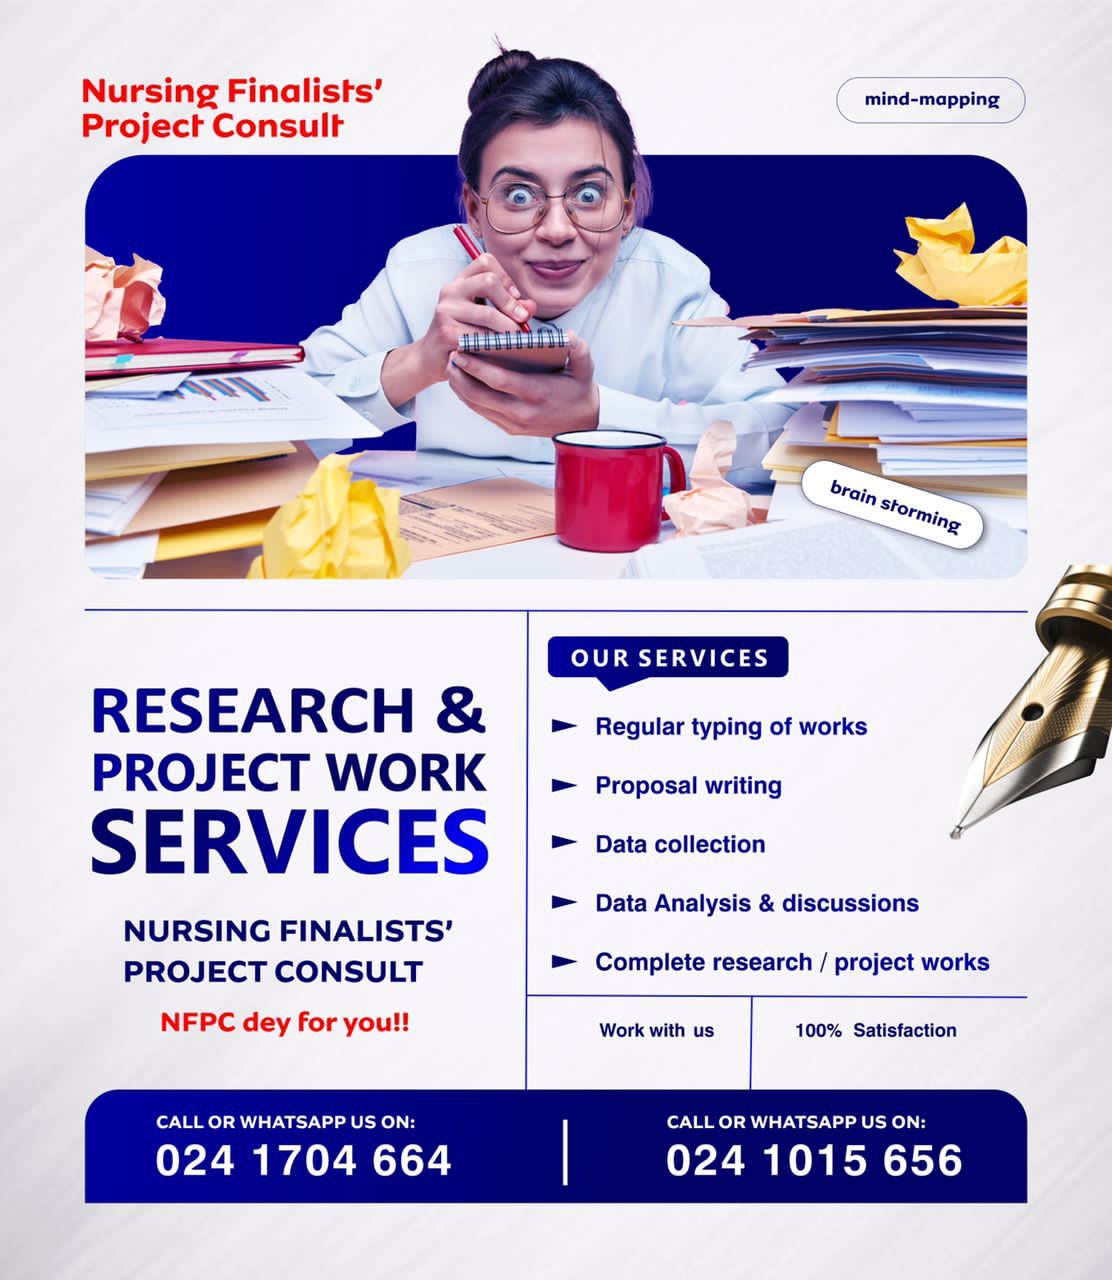 Nursing Finalists'
Project Consult
mind-mapping
brain storming
RESEARCH &
PROJECT WORK
SERVICES
NURSING FINALISTS'
PROJECT CONSULT
NFPC dey for you!!
OUR SERVICES
Regular typing of works
Proposal writing
Data collection
Data Analysis & discussions
Complete research / project works
Work with us
100% Satisfaction
CALL OR WHATSAPP US ON:
024 1704 664
CALL OR WHATSAPP US ON:
024 1015 656